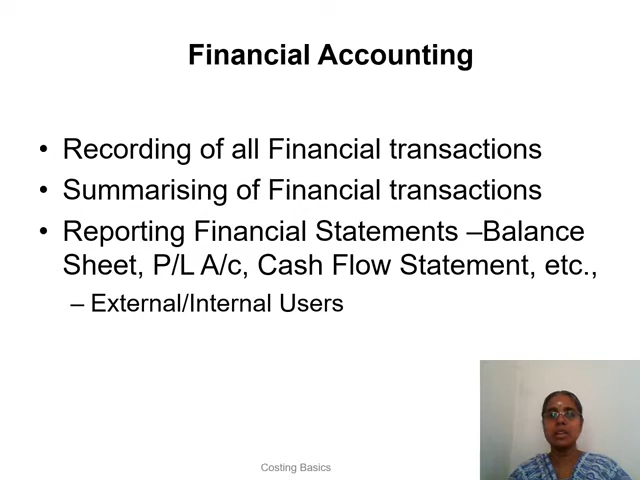 Financial Accounting
• Recording of all Financial transactions
• Summarising of Financial transactions
• Reporting Financial Statements –Balance
Sheet, P/L A/c, Cash Flow Statement, etc.,
– External/Internal Users
Costing Basics